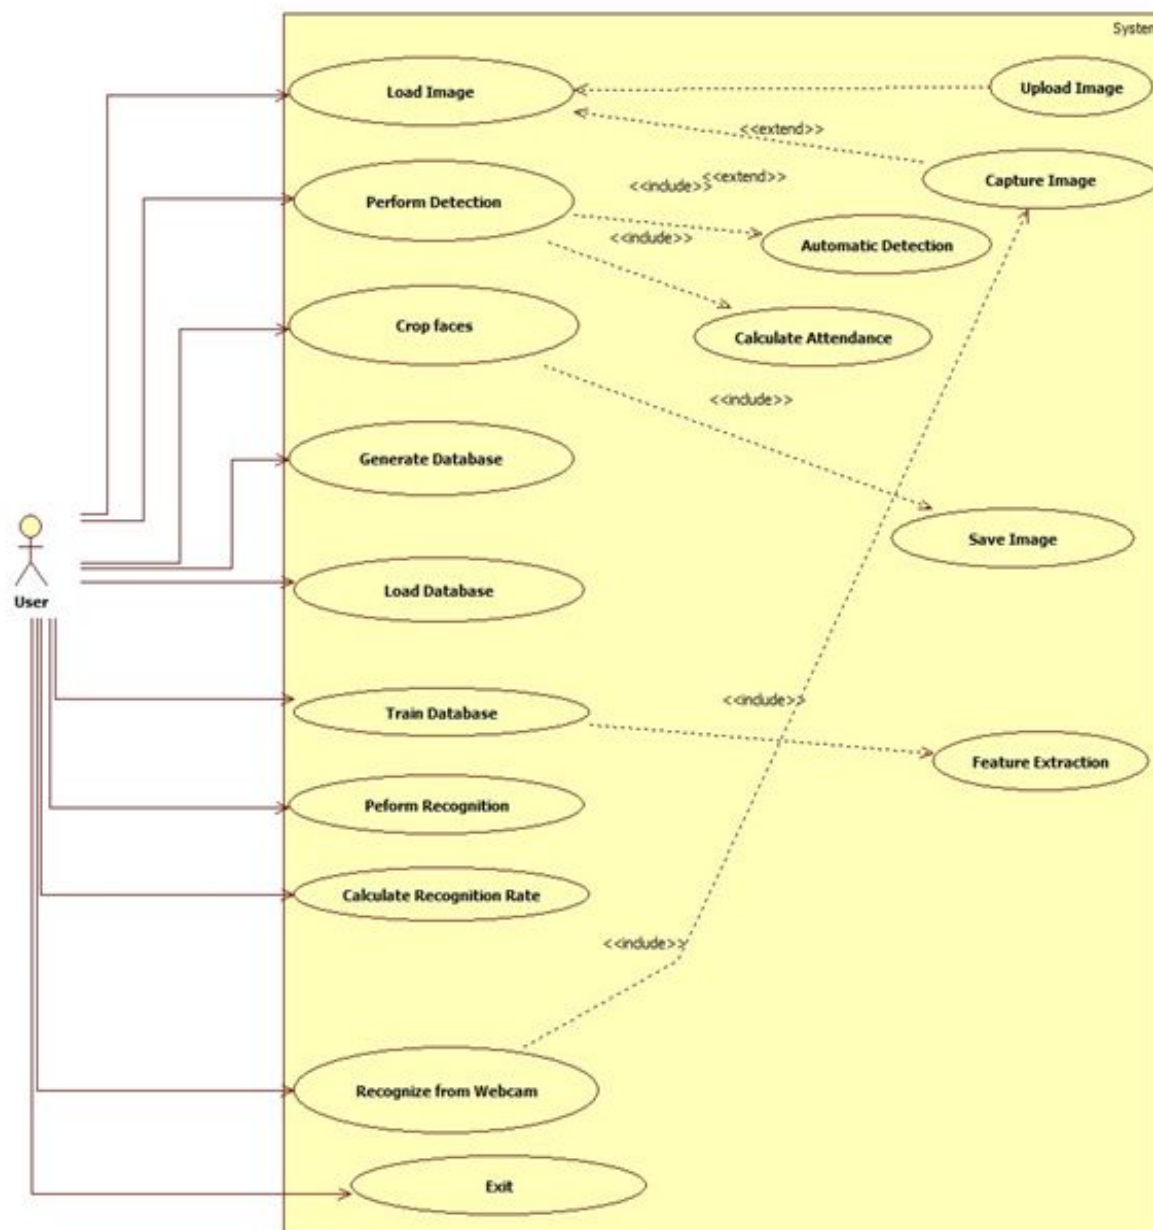 System
Load Image
Upload Image
<<extend>>
Capture Image
<<extend>>
<<include>>
Perform Detection
<<include>>
Automatic Detection
Crop faces
Calculate Attendance
<<include>>
Generate Database
Save Image
Load Database
User
<<include>>
Train Database
Feature Extraction
Peform Recognition
Calculate Recognition Rate
<<include>>
Recognize from Webcam
Exit